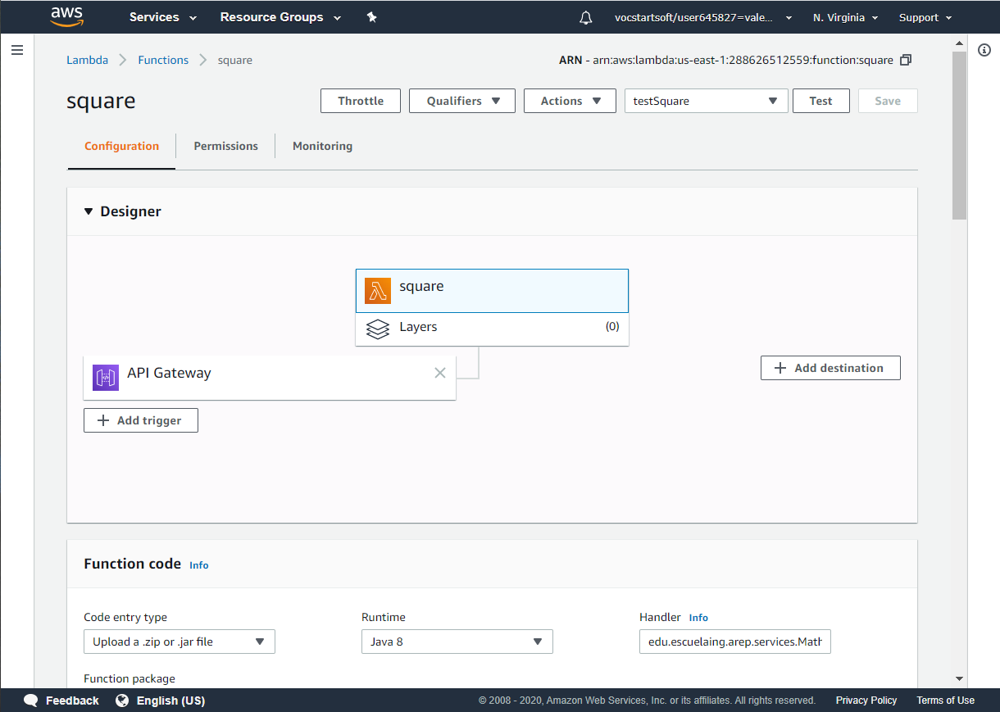 aws Services Resource Groups vocstartsoft/user645827=vale... N. Virginia Support
Lambda Functions square ARN - arn:aws:lambda:us-east-1:288626512559:function:square
square Throttle Qualifiers Actions testSquare Test Save
Configuration Permissions Monitoring
Designer
square
Layers (0)
API Gateway
Add destination
Add trigger
Function code Info
Code entry type Runtime Handler Info
Upload a .zip or .jar file Java 8 edu.escuelaing.arep.services.Math
Function package
Feedback English (US) © 2008 - 2020, Amazon Web Services, Inc. or its affiliates. All rights reserved. Privacy Policy Terms of Use